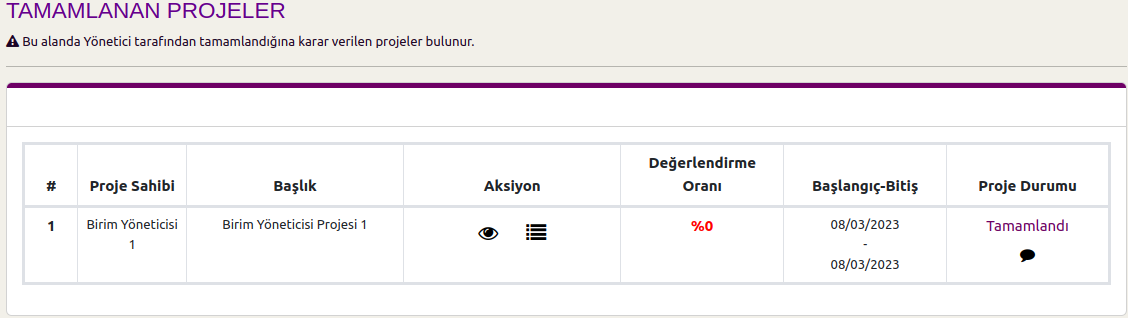 TAMAMLANAN PROJELER
Bu alanda Yönetici tarafından tamamlandığına karar verilen projeler bulunur.
# Proje Sahibi Başlık Aksiyon Değerlendirme Oranı Başlangıç-Bitiş Proje Durumu
1 Birim Yöneticisi 1 Birim Yöneticisi Projesi 1 %0 08/03/2023 - 08/03/2023 Tamamlandı